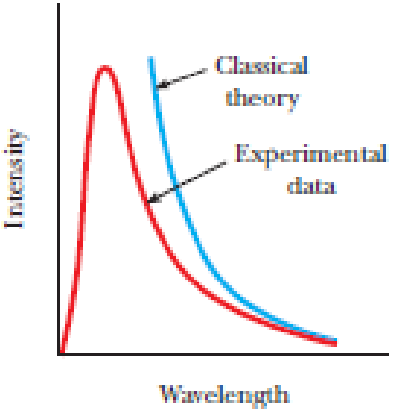 Classical
theory
Experimental
data
Intensity
Wavelength